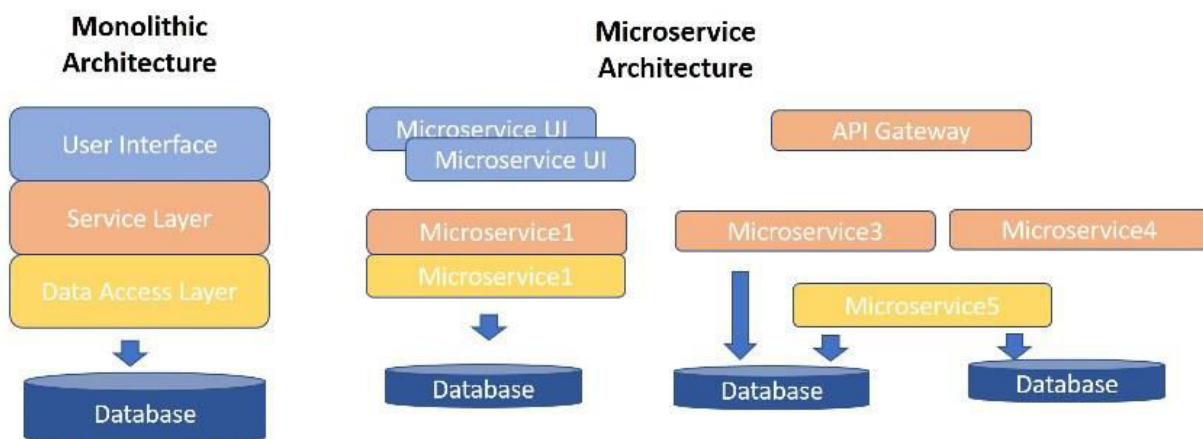 Monolithic
Architecture
User Interface
Service Layer
Data Access Layer
Database
Microservice
Architecture
Microservice UI
Microservice UI
API Gateway
Microservice1
Microservice1
Microservice3
Microservice4
Microservice5
Database
Database
Database